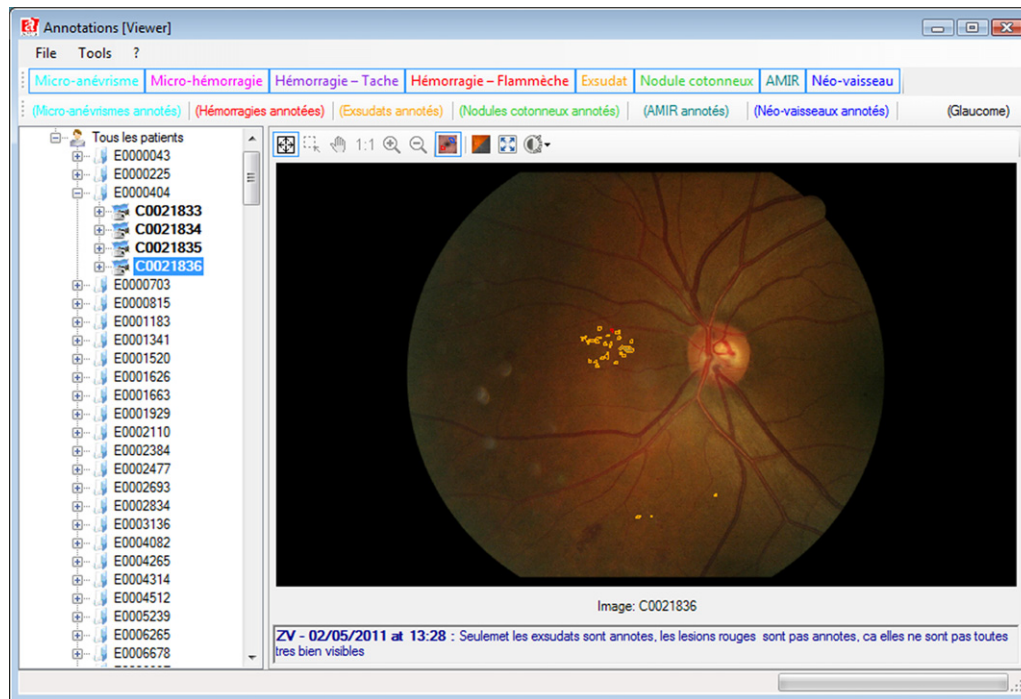 Annotations [Viewer]
File Tools ?
Micro-anévrisme Micro-hémorragie Hémorragie – Tache Hémorragie – Flammèche Exsudat Nodule cotonneux AMIR Néo-vaisseau
(Micro-anévrismes annotés) (Hémorragies annotées) (Exsudats annotés) (Nodules cotonneux annotés) (AMIR annotés) (Néo-vaisseaux annotés) (Glaucome)
1:1
Tous les patients
E0000043
E0000225
E0000404
C0021833
C0021834
C0021835
C0021836
E0000703
E0000815
E0001183
E0001341
E0001520
E0001626
E0001663
E0001929
E0002110
E0002384
E0002477
E0002693
E0002834
E0003136
E0004082
E0004265
E0004314
E0004512
E0005239
E0006265
E0006678
Image: C0021836
ZV - 02/05/2011 at 13:28 : Seulemet les exsudats sont annotes, les lesions rouges sont pas annotes, ca elles ne sont pas toutes
tres bien visibles